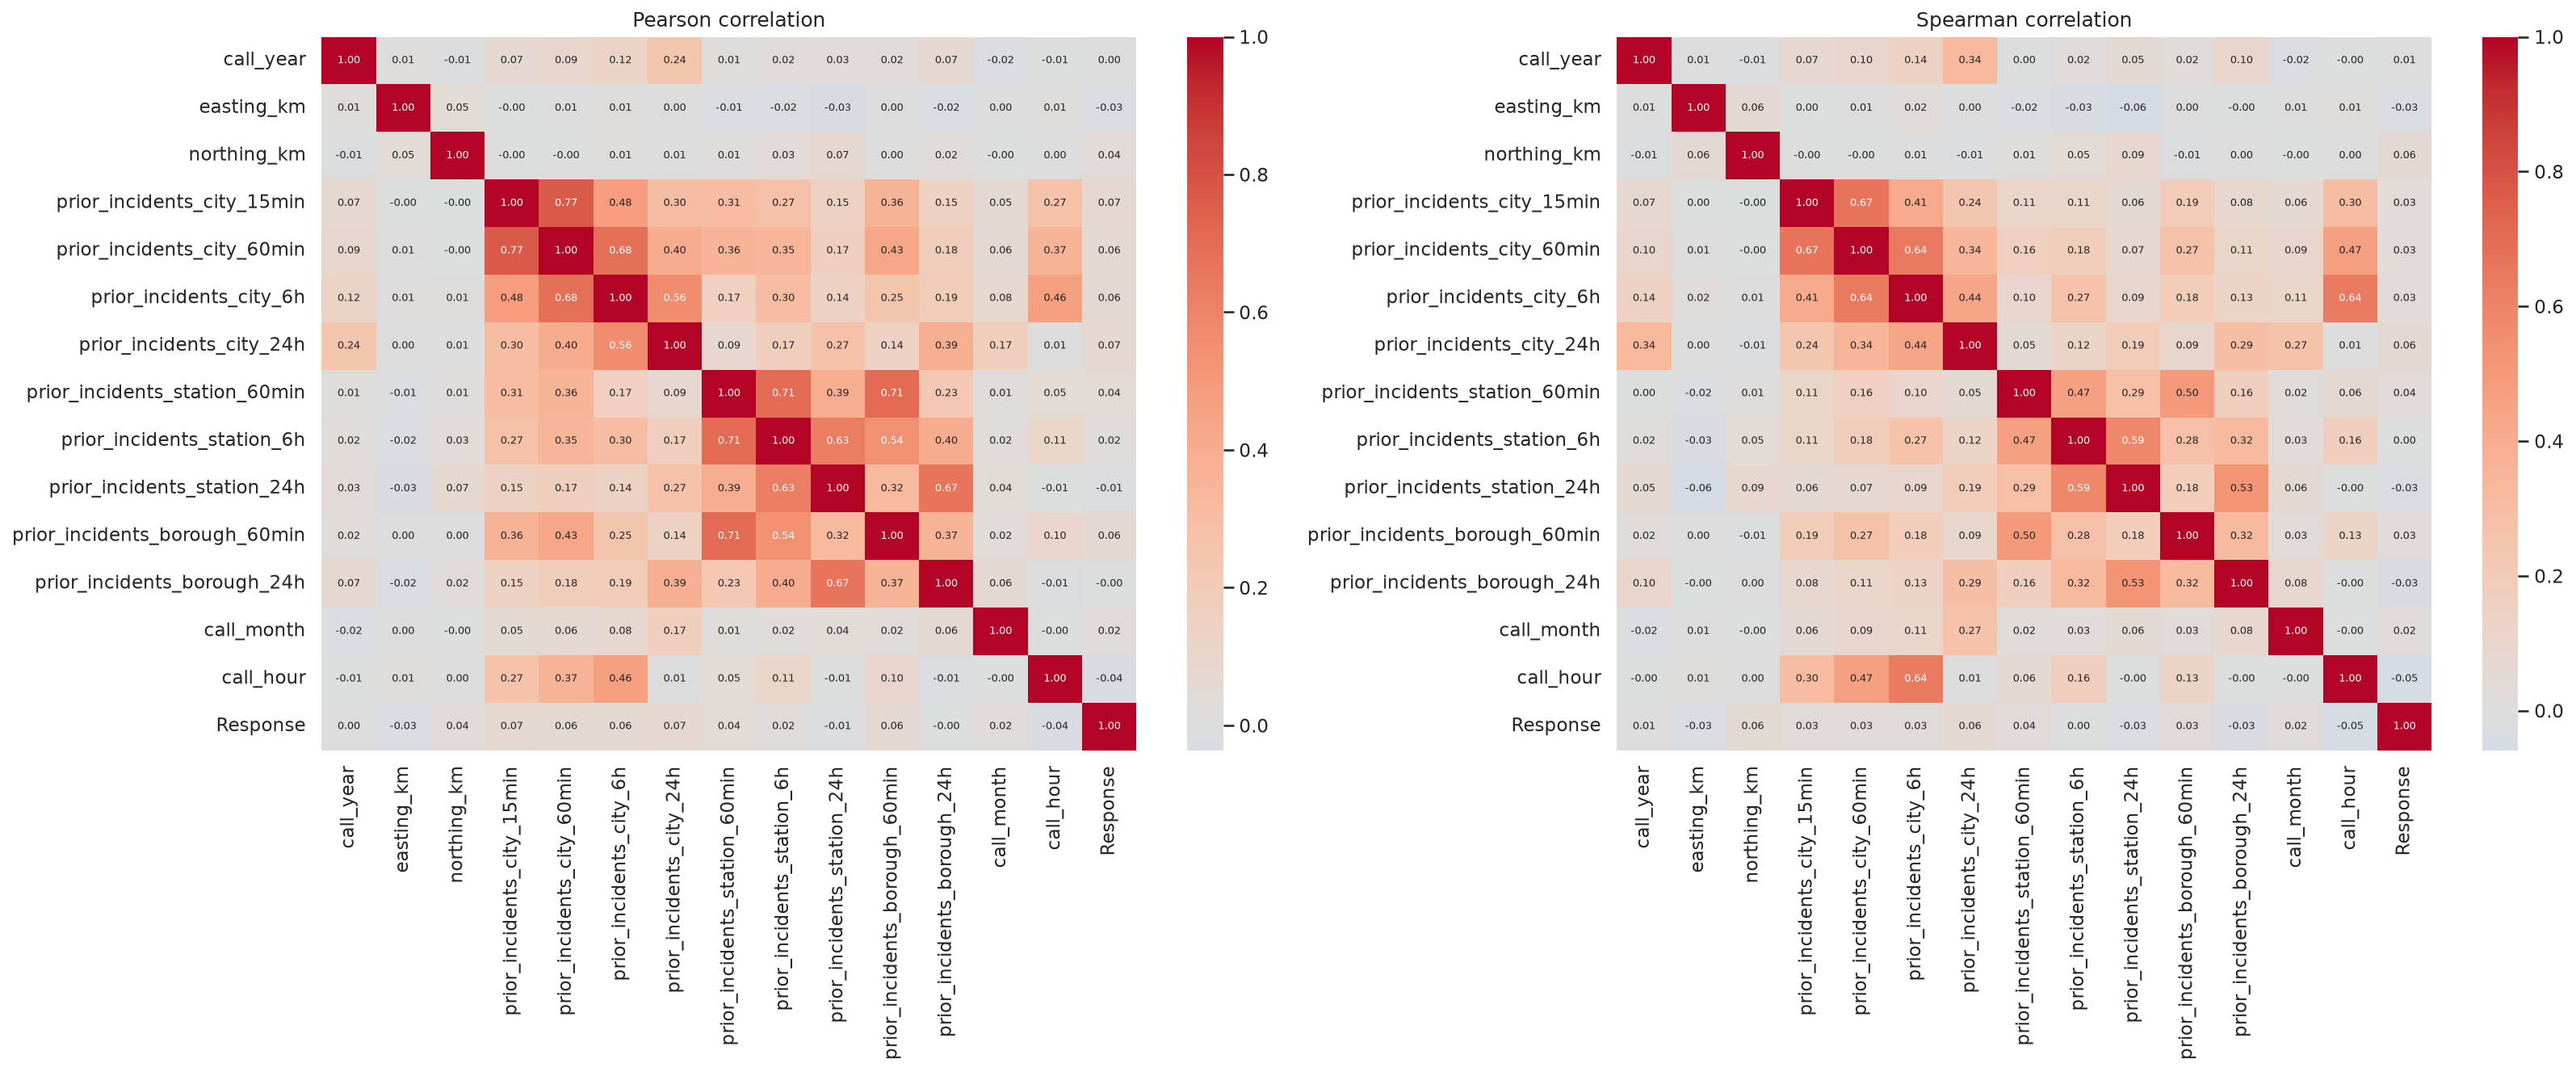 Pearson correlation
call_year 1.00 0.01 -0.01 0.07 0.09 0.12 0.24 0.01 0.02 0.03 0.02 0.07 -0.02 -0.01 0.00
easting_km 0.01 1.00 0.05 -0.00 0.01 0.01 0.00 -0.01 -0.02 -0.03 0.00 -0.02 0.00 0.01 -0.03
northing_km -0.01 0.05 1.00 -0.00 -0.00 0.01 0.01 0.01 0.03 0.07 0.00 0.02 -0.00 0.00 0.04
prior_incidents_city_15min 0.07 -0.00 -0.00 1.00 0.77 0.48 0.30 0.31 0.27 0.15 0.36 0.15 0.05 0.27 0.07
prior_incidents_city_60min 0.09 0.01 -0.00 0.77 1.00 0.68 0.40 0.36 0.35 0.17 0.43 0.18 0.06 0.37 0.06
prior_incidents_city_6h 0.12 0.01 0.01 0.48 0.68 1.00 0.56 0.17 0.30 0.14 0.25 0.19 0.08 0.46 0.06
prior_incidents_city_24h 0.24 0.00 0.01 0.30 0.40 0.56 1.00 0.09 0.17 0.27 0.14 0.39 0.17 0.01 0.07
prior_incidents_station_60min 0.01 -0.01 0.01 0.31 0.36 0.17 0.09 1.00 0.71 0.39 0.71 0.23 0.01 0.05 0.04
prior_incidents_station_6h 0.02 -0.02 0.03 0.27 0.35 0.30 0.17 0.71 1.00 0.63 0.54 0.40 0.02 0.11 0.02
prior_incidents_station_24h 0.03 -0.03 0.07 0.15 0.17 0.14 0.27 0.39 0.63 1.00 0.32 0.67 0.04 -0.01 -0.01
prior_incidents_borough_60min 0.02 0.00 0.00 0.36 0.43 0.25 0.14 0.71 0.54 0.32 1.00 0.37 0.02 0.10 0.06
prior_incidents_borough_24h 0.07 -0.02 0.02 0.15 0.18 0.19 0.39 0.23 0.40 0.67 0.37 1.00 0.06 -0.01 -0.00
call_month -0.02 0.00 -0.00 0.05 0.06 0.08 0.17 0.01 0.02 0.04 0.02 0.06 1.00 -0.00 0.02
call_hour -0.01 0.01 0.00 0.27 0.37 0.46 0.01 0.05 0.11 -0.01 0.10 -0.01 -0.00 1.00 -0.04
Response 0.00 -0.03 0.04 0.07 0.06 0.06 0.07 0.04 0.02 -0.01 0.06 -0.00 0.02 -0.04 1.00
call_year
easting_km
northing_km
prior_incidents_city_15min
prior_incidents_city_60min
prior_incidents_city_6h
prior_incidents_city_24h
prior_incidents_station_60min
prior_incidents_station_6h
prior_incidents_station_24h
prior_incidents_borough_60min
prior_incidents_borough_24h
call_month
call_hour
Response
1.0
0.8
0.6
0.4
0.2
0.0
Spearman correlation
call_year 1.00 0.01 -0.01 0.07 0.10 0.14 0.34 0.00 0.02 0.05 0.02 0.10 -0.02 -0.00 0.01
easting_km 0.01 1.00 0.06 0.00 0.01 0.02 0.00 -0.02 -0.03 -0.06 0.00 -0.00 0.01 0.01 -0.03
northing_km -0.01 0.06 1.00 -0.00 -0.00 0.01 -0.01 0.01 0.05 0.09 -0.01 0.00 -0.00 0.00 0.06
prior_incidents_city_15min 0.07 0.00 -0.00 1.00 0.67 0.41 0.24 0.11 0.11 0.06 0.19 0.08 0.06 0.30 0.03
prior_incidents_city_60min 0.10 0.01 -0.00 0.67 1.00 0.64 0.34 0.16 0.18 0.07 0.27 0.11 0.09 0.47 0.03
prior_incidents_city_6h 0.14 0.02 0.01 0.41 0.64 1.00 0.44 0.10 0.27 0.09 0.18 0.13 0.11 0.64 0.03
prior_incidents_city_24h 0.34 0.00 -0.01 0.24 0.34 0.44 1.00 0.05 0.12 0.19 0.09 0.29 0.27 0.01 0.06
prior_incidents_station_60min 0.00 -0.02 0.01 0.11 0.16 0.10 0.05 1.00 0.47 0.29 0.50 0.16 0.02 0.06 0.04
prior_incidents_station_6h 0.02 -0.03 0.05 0.11 0.18 0.27 0.12 0.47 1.00 0.59 0.28 0.32 0.03 0.16 0.00
prior_incidents_station_24h 0.05 -0.06 0.09 0.06 0.07 0.09 0.19 0.29 0.59 1.00 0.18 0.53 0.06 -0.00 -0.03
prior_incidents_borough_60min 0.02 0.00 -0.01 0.19 0.27 0.18 0.09 0.50 0.28 0.18 1.00 0.32 0.03 0.13 0.03
prior_incidents_borough_24h 0.10 -0.00 0.00 0.08 0.11 0.13 0.29 0.16 0.32 0.53 0.32 1.00 0.08 -0.00 -0.03
call_month -0.02 0.01 -0.00 0.06 0.09 0.11 0.27 0.02 0.03 0.06 0.03 0.08 1.00 -0.00 0.02
call_hour -0.00 0.01 0.00 0.30 0.47 0.64 0.01 0.06 0.16 -0.00 0.13 -0.00 -0.00 1.00 -0.05
Response 0.01 -0.03 0.06 0.03 0.03 0.03 0.06 0.04 0.00 -0.03 0.03 -0.03 0.02 -0.05 1.00
call_year
easting_km
northing_km
prior_incidents_city_15min
prior_incidents_city_60min
prior_incidents_city_6h
prior_incidents_city_24h
prior_incidents_station_60min
prior_incidents_station_6h
prior_incidents_station_24h
prior_incidents_borough_60min
prior_incidents_borough_24h
call_month
call_hour
Response
1.0
0.8
0.6
0.4
0.2
0.0